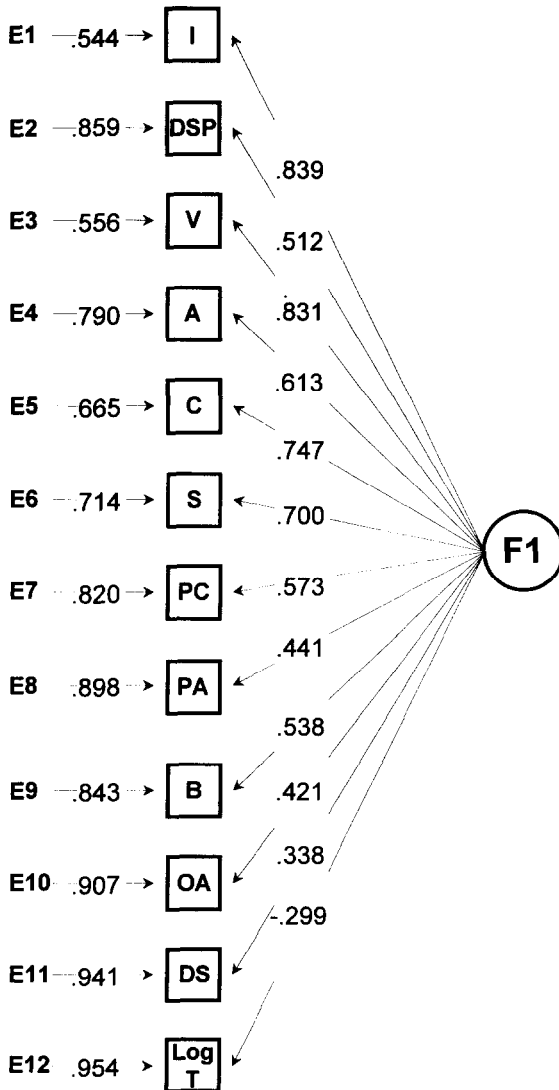 E1 .544 I
E2 .859 DSP
.839
E3 .556 V
.512
E4 .790 A
.831
.613
E5 .665 C
.747
E6 .714 S
.700
F1
E7 .820 PC
.573
.441
E8 .898 PA
.538
E9 .843 B
.421
.338
E10 .907 OA
-.299
E11 .941 DS
E12 .954 Log
T